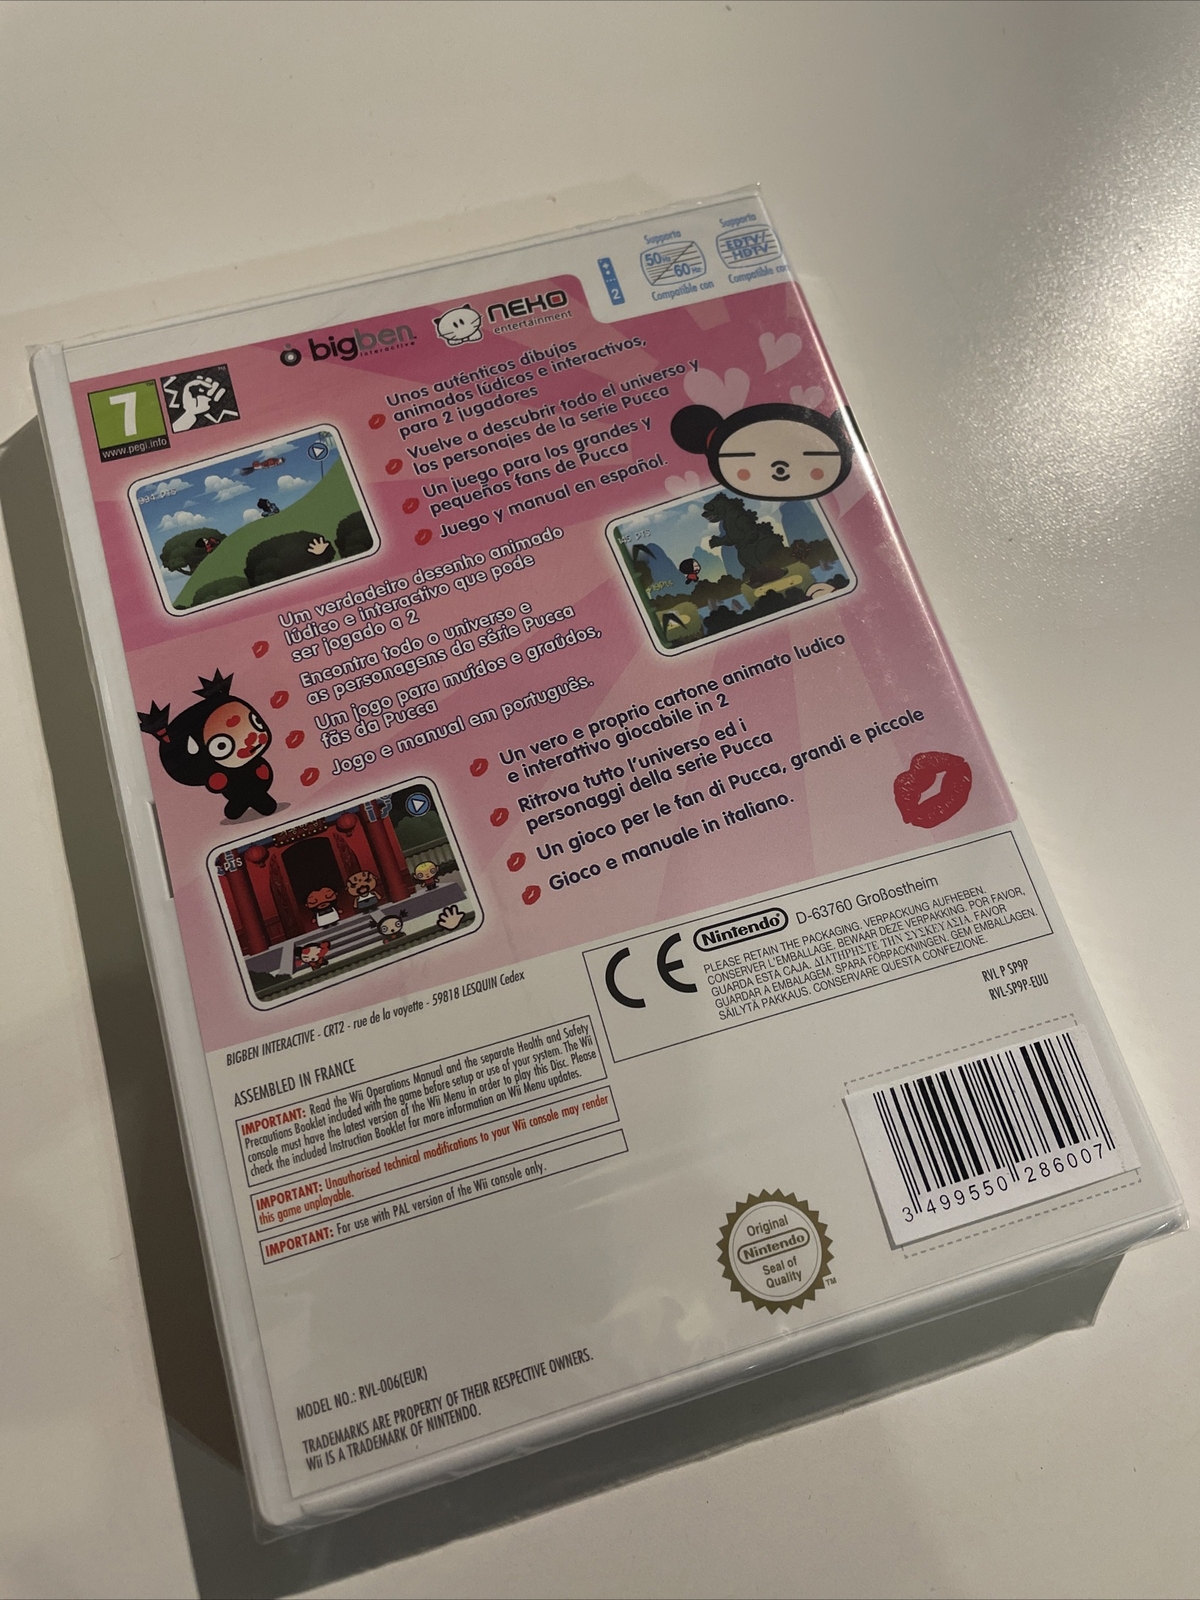 Supporta
50Hz
60Hz
Compatible con
Supporta
EDTV/
HDTV
Compatible con
2
bigben
interactive
neko
entertainment
7
www.pegi.info
Unos auténticos dibujos
animados lúdicos e interactivos,
para 2 jugadores
Vuelve a descubrir todo el universo y
los personajes de la serie Pucca
Un juego para los grandes y
pequeños fans de Pucca
Juego y manual en español.
Um verdadeiro desenho animado
lúdico e interactivo que pode
ser jogado a 2
Encontra todo o universo e
as personagens da série Pucca
Um jogo para muídos e graúdos,
fãs da Pucca
Jogo e manual em português.
Un vero e proprio cartone animato ludico
e interattivo giocabile in 2
Ritrova tutto l'universo ed i
personaggi della serie Pucca
Un gioco per le fan di Pucca, grandi e piccole
Gioco e manuale in italiano.
BIGBEN INTERACTIVE - CRT2 - rue de la voyette - 59818 LESQUIN Cedex
ASSEMBLED IN FRANCE
CE
Nintendo®
D-63760 Großostheim
PLEASE RETAIN THE PACKAGING. VERPACKUNG AUFHEBEN.
CONSERVER L'EMBALLAGE. BEWAAR DEZE VERPAKKING. POR FAVOR,
GUARDA ESTA CAJA. ΔΙΑΤΗΡΗΣΤΕ ΤΗΝ ΣΥΣΚΕΥΑΣΙΑ. FAVOR
GUARDAR A EMBALAGEM. SPARA FÖRPACKNINGEN. GEM EMBALLAGEN.
SÄILYTÄ PAKKAUS. CONSERVARE QUESTA CONFEZIONE.
RVL P SP9P
RVL-SP9P-EUU
IMPORTANT: Read the Wii Operations Manual and the separate Health and Safety
Precautions Booklet included with the game before setup or use of your system. The Wii
console must have the latest version of the Wii Menu in order to play this Disc. Please
check the included Instruction Booklet for more information on Wii Menu updates.
IMPORTANT: Unauthorised technical modifications to your Wii console may render
this game unplayable.
IMPORTANT: For use with PAL version of the Wii console only.
3 499550 286007
Original
Nintendo
Seal of
Quality
TM
MODEL NO.: RVL-006(EUR)
TRADEMARKS ARE PROPERTY OF THEIR RESPECTIVE OWNERS.
Wii IS A TRADEMARK OF NINTENDO.